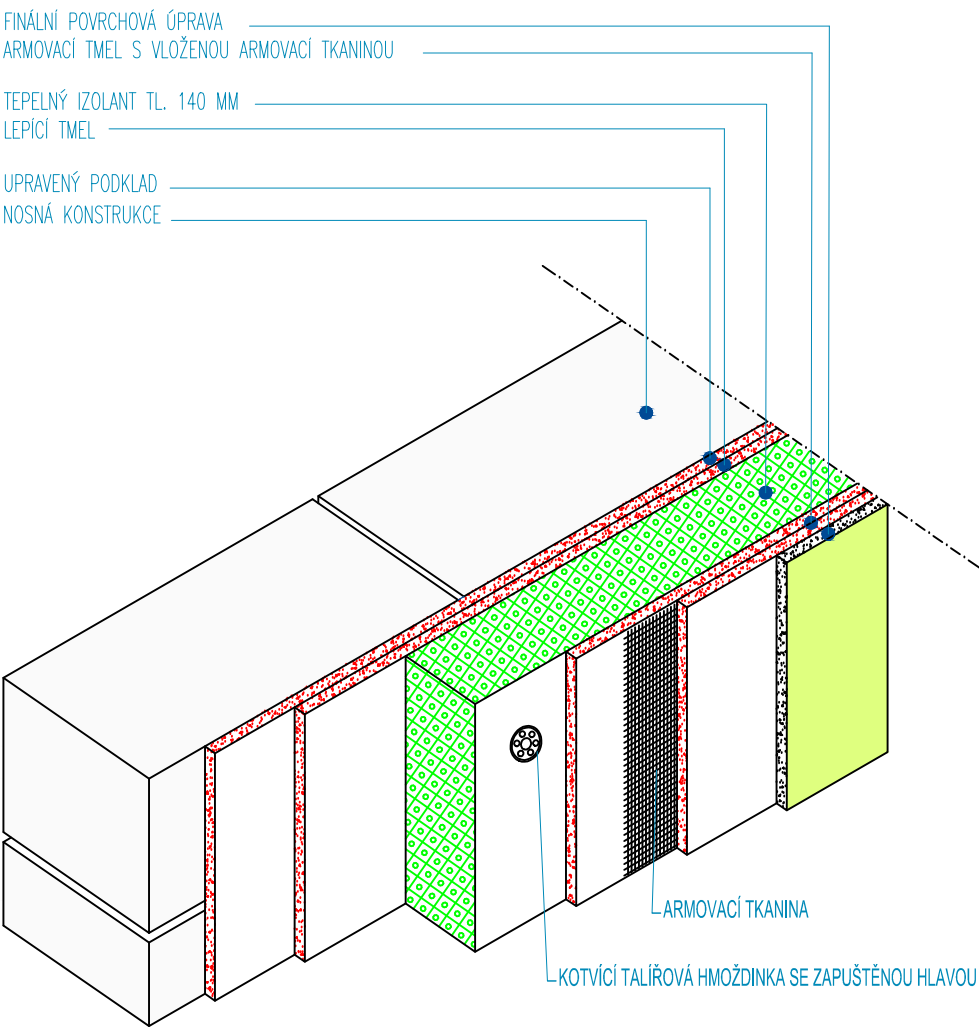 FINÁLNÍ POVRCHOVÁ ÚPRAVA
ARMOVACÍ TMEL S VLOŽENOU ARMOVACÍ TKANINOU
TEPELNÝ IZOLANT TL. 140 MM
LEPÍCÍ TMEL
UPRAVENÝ PODKLAD
NOSNÁ KONSTRUKCE
ARMOVACÍ TKANINA
KOTVÍCÍ TALÍŘOVÁ HMOŽDINKA SE ZAPUŠTĚNOU HLAVOU